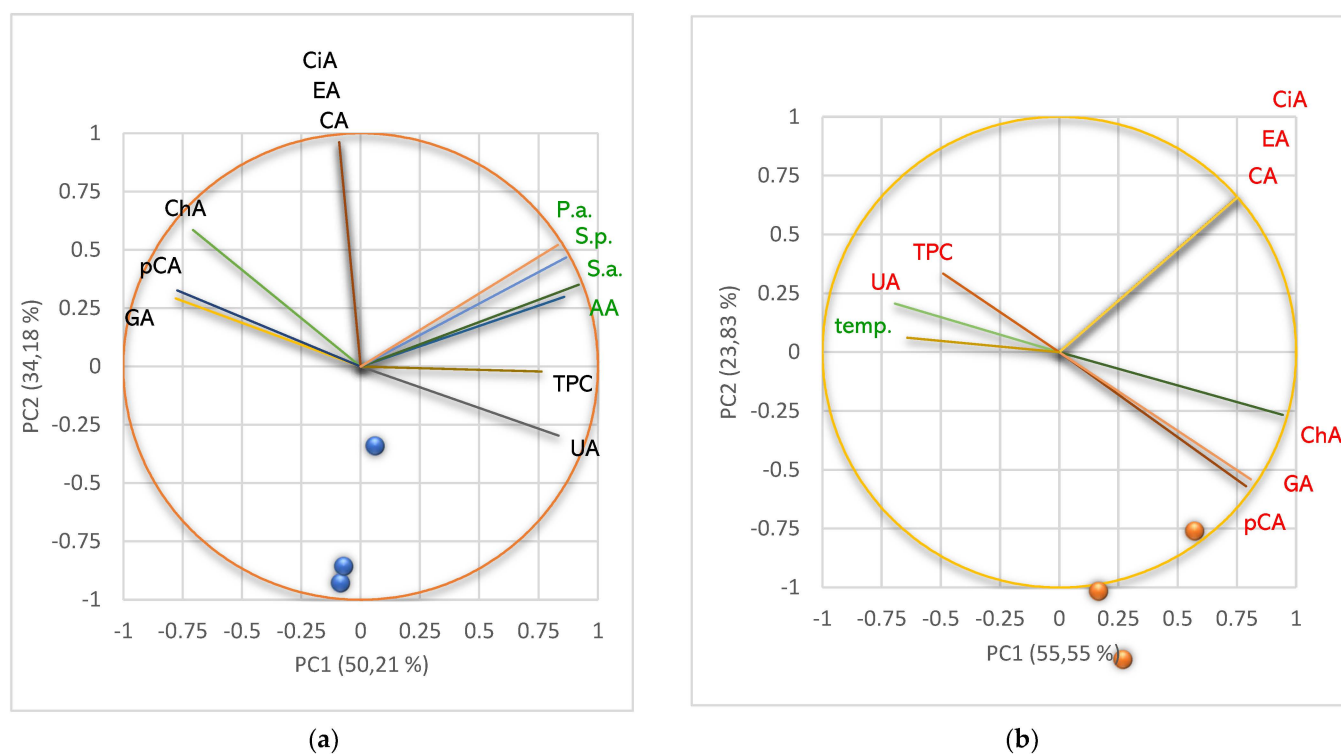 CiA
EA
CA
1
0.75
0.5
0.25
0
-0.25
-0.5
-0.75
-1
ChA
pCA
GA
P.a.
S.p.
S.a.
AA
TPC
UA
-1 -0.75 -0.5 -0.25 0 0.25 0.5 0.75 1
PC1 (50,21 %)
PC2 (34,18 %)
(a)
CiA
EA
CA
1
0.75
0.5
0.25
0
-0.25
-0.5
-0.75
-1
TPC
UA
temp.
ChA
GA
pCA
-1 -0.75 -0.5 -0.25 0 0.25 0.5 0.75 1
PC1 (55,55 %)
PC2 (23,83 %)
(b)